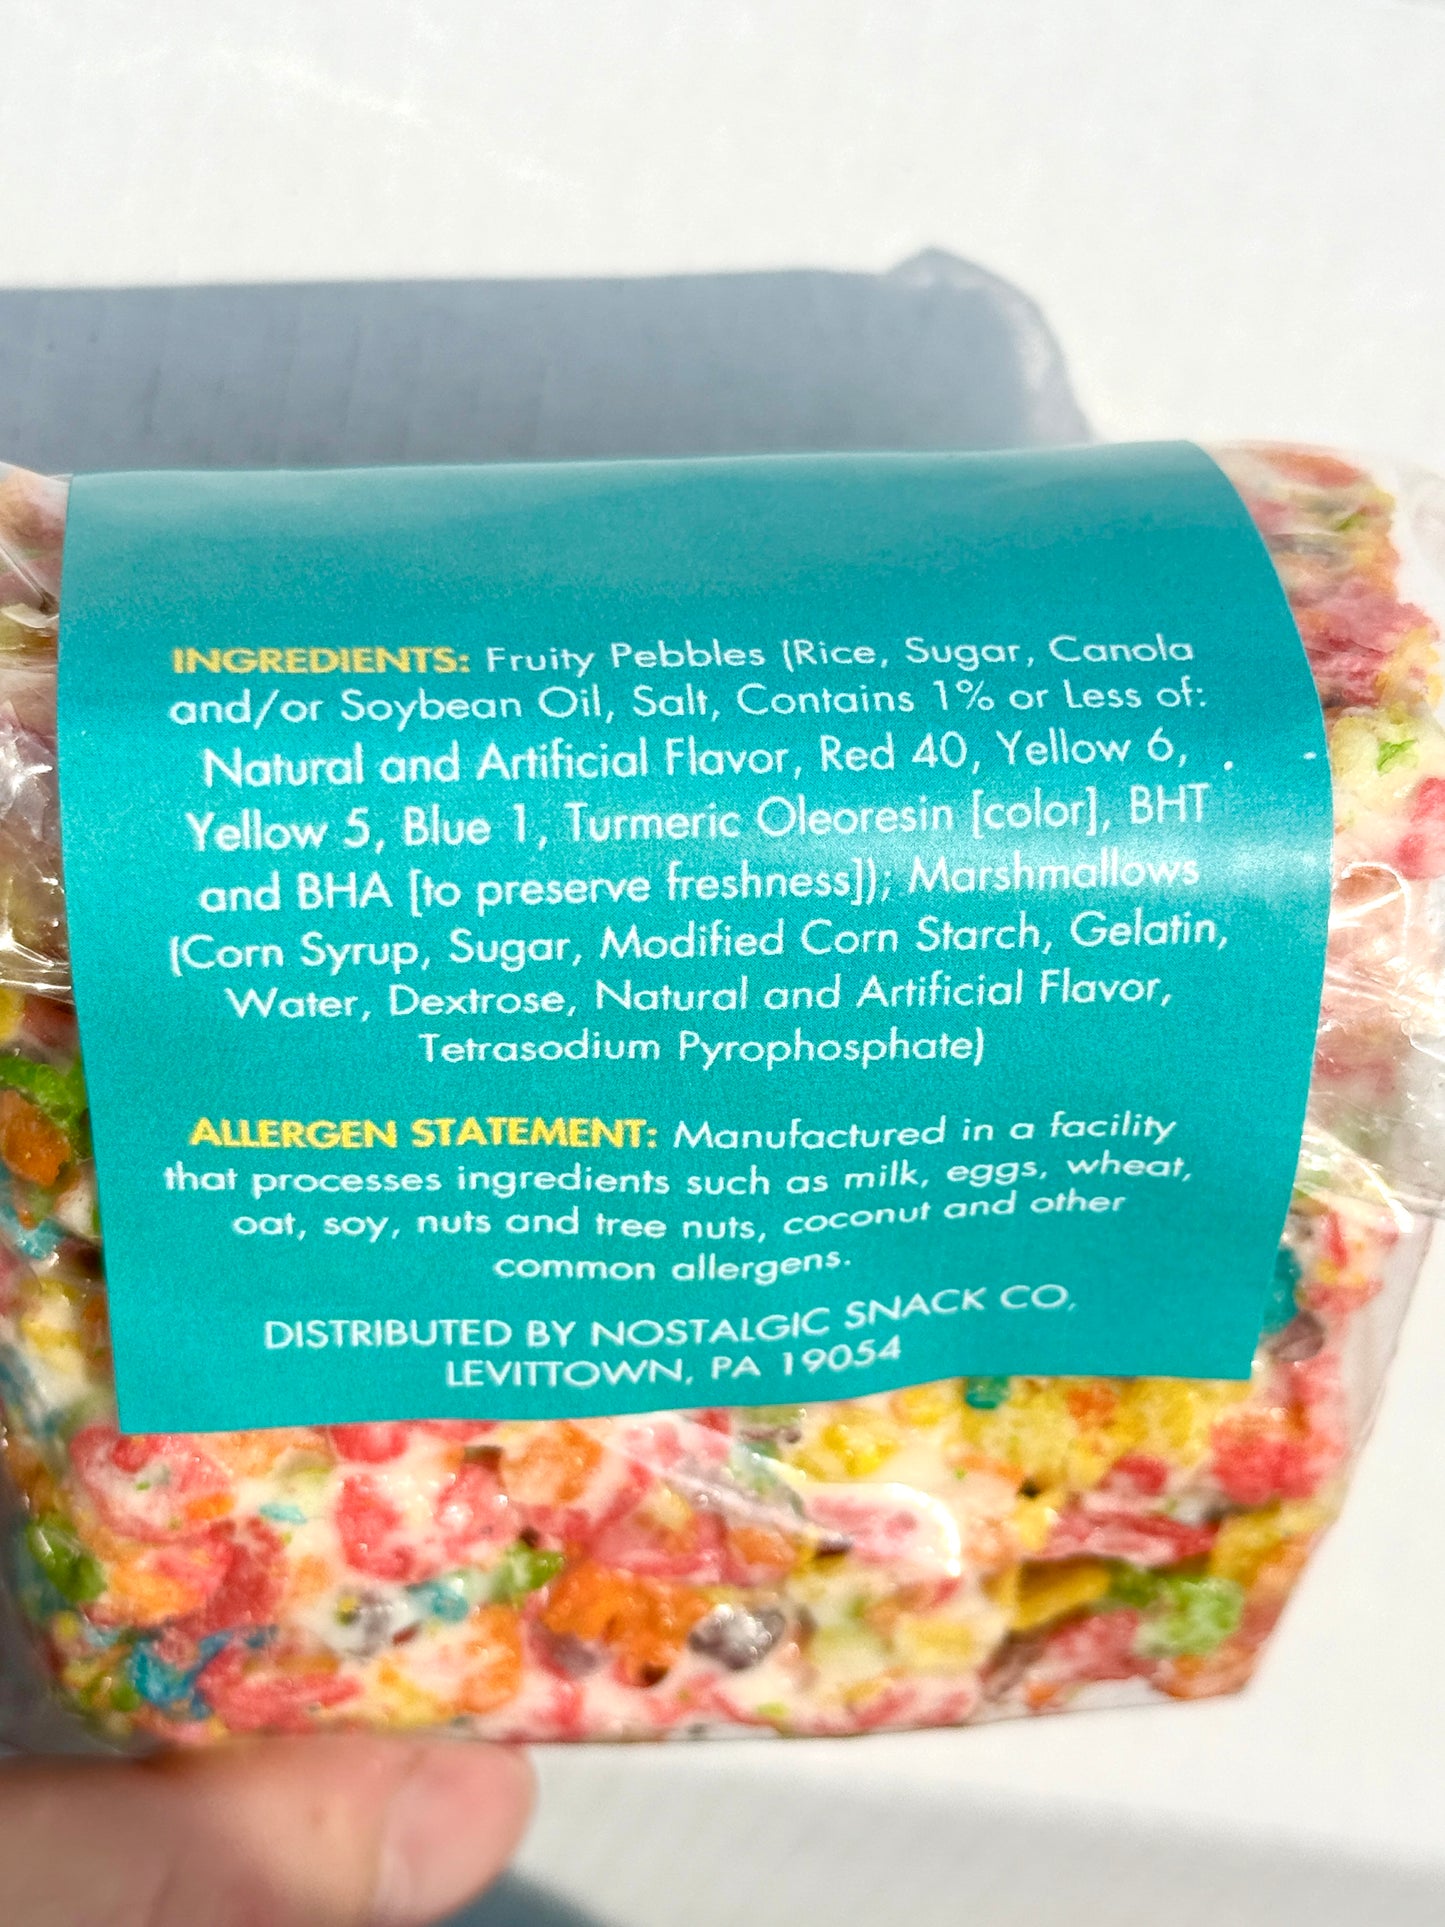 INGREDIENTS: Fruity Pebbles (Rice, Sugar, Canola
and/or Soybean Oil, Salt, Contains 1% or Less of:
Natural and Artificial Flavor, Red 40, Yellow 6,
Yellow 5, Blue 1, Turmeric Oleoresin [color], BHT
and BHA [to preserve freshness]); Marshmallows
(Corn Syrup, Sugar, Modified Corn Starch, Gelatin,
Water, Dextrose, Natural and Artificial Flavor,
Tetrasodium Pyrophosphate)
ALLERGEN STATEMENT: Manufactured in a facility
that processes ingredients such as milk, eggs, wheat,
oat, soy, nuts and tree nuts, coconut and other
common allergens.
DISTRIBUTED BY NOSTALGIC SNACK CO,
LEVITTOWN, PA 19054